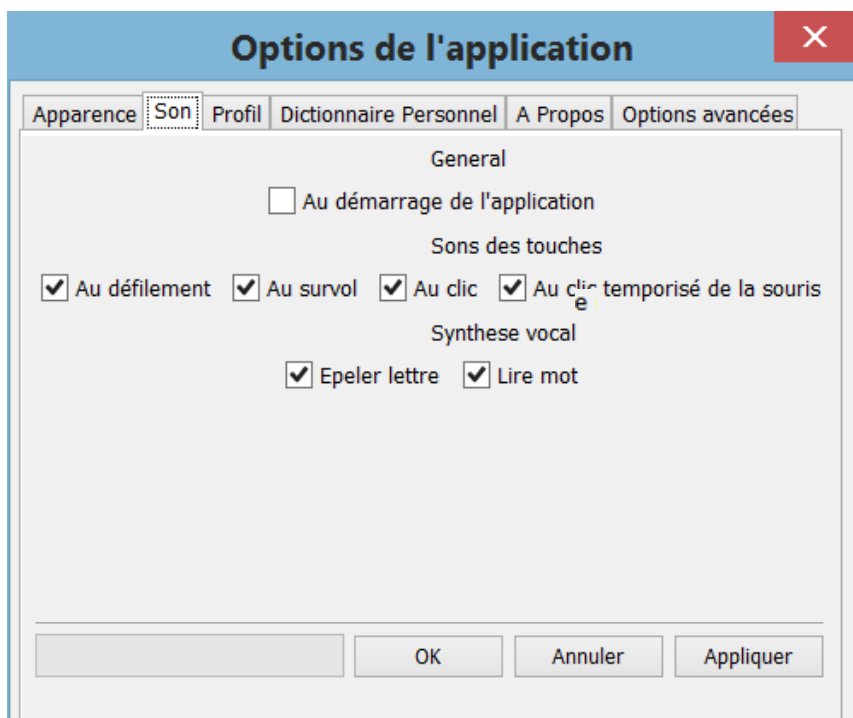 Options de l'application
Apparence Son Profil Dictionnaire Personnel A Propos Options avancées
General
Au démarrage de l'application
Sons des touches
Au défilement Au survol Au clic Au clic temporisé de la souris
e
Synthese vocal
Epeler lettre Lire mot
OK Annuler Appliquer